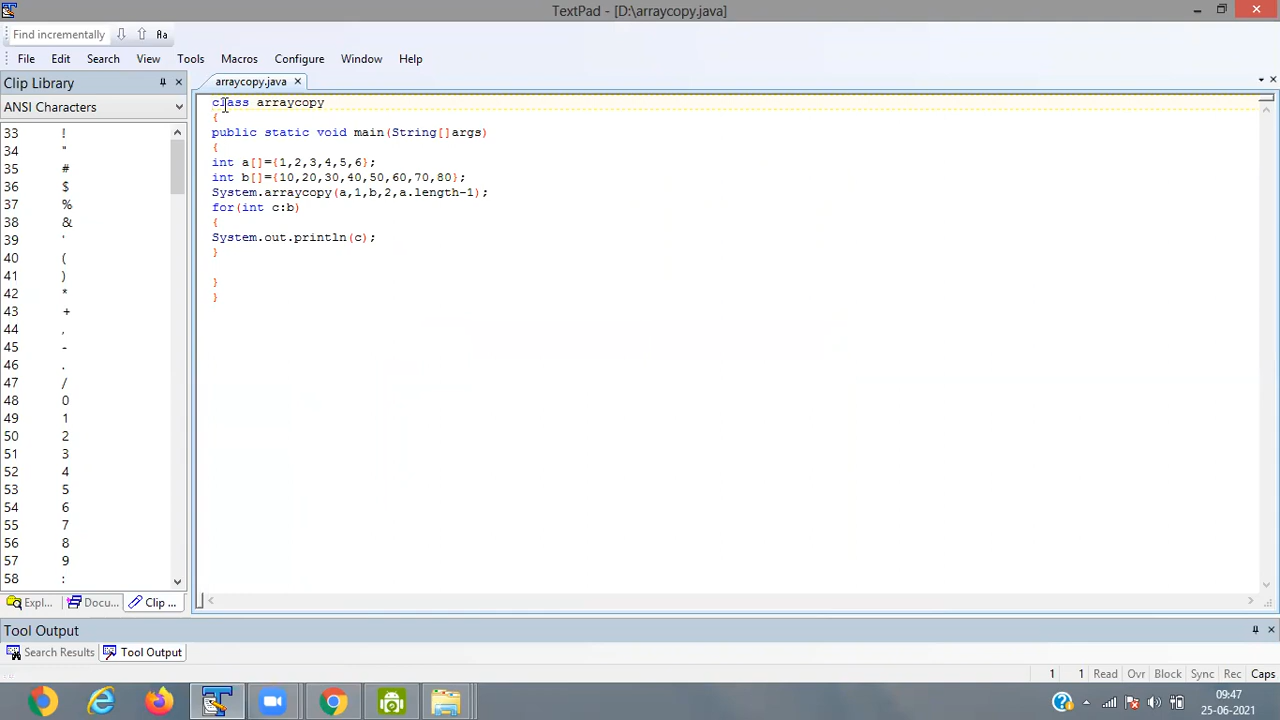 TextPad - [D:\arraycopy.java]
Find incrementally
File Edit Search View Tools Macros Configure Window Help
Clip Library
arraycopy.java
ANSI Characters
33 !
34 "
35 #
36 $
37 %
38 &
39 '
40 (
41 )
42 *
43 +
44 ,
45 -
46 .
47 /
48 0
49 1
50 2
51 3
52 4
53 5
54 6
55 7
56 8
57 9
58 :
class arraycopy
{
public static void main(String[]args)
{
int a[]={1,2,3,4,5,6};
int b[]={10,20,30,40,50,60,70,80};
System.arraycopy(a,1,b,2,a.length-1);
for(int c:b)
{
System.out.println(c);
}
}
}
Expl... Docu... Clip ...
Tool Output
Search Results Tool Output
1 1 Read Ovr Block Sync Rec Caps
09:47
25-06-2021